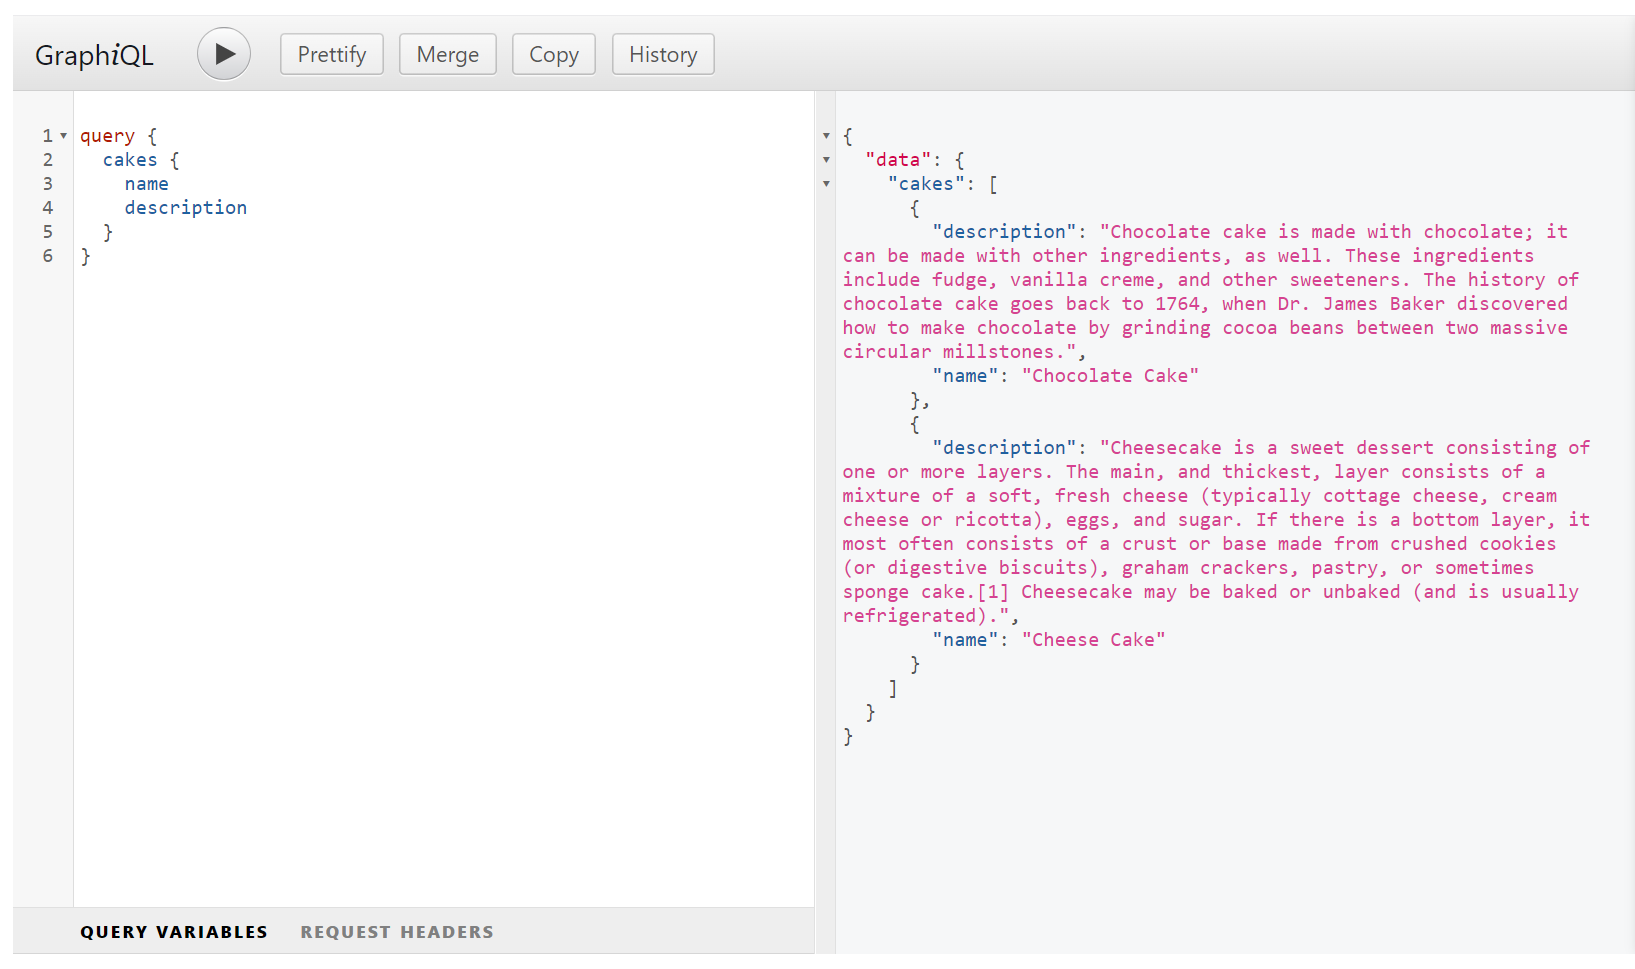 GraphiQL Prettify Merge Copy History
1 query {
2 cakes {
3 name
4 description
5 }
6 }
{
"data": {
"cakes": [
{
"description": "Chocolate cake is made with chocolate; it
can be made with other ingredients, as well. These ingredients
include fudge, vanilla creme, and other sweeteners. The history of
chocolate cake goes back to 1764, when Dr. James Baker discovered
how to make chocolate by grinding cocoa beans between two massive
circular millstones.",
"name": "Chocolate Cake"
},
{
"description": "Cheesecake is a sweet dessert consisting of
one or more layers. The main, and thickest, layer consists of a
mixture of a soft, fresh cheese (typically cottage cheese, cream
cheese or ricotta), eggs, and sugar. If there is a bottom layer, it
most often consists of a crust or base made from crushed cookies
(or digestive biscuits), graham crackers, pastry, or sometimes
sponge cake.[1] Cheesecake may be baked or unbaked (and is usually
refrigerated).",
"name": "Cheese Cake"
}
]
}
}
QUERY VARIABLES REQUEST HEADERS